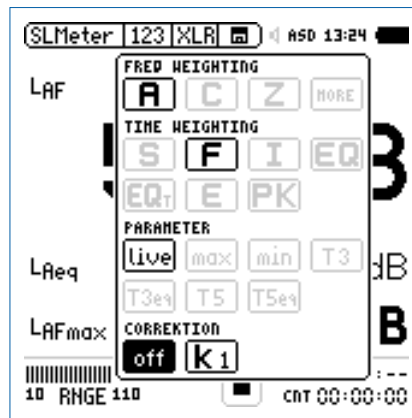 SLMeter 123 XLR ASD 13:24
FREQ WEIGHTING
LAF
A C Z MORE
TIME WEIGHTING
S F I EQ
EQT E PK
PARAMETER
live max min T3
LAeq dB
T3eq T5 T5eq
LAFmax CORREKTION B
off k1
:--
10 RNGE 110 CNT 00:00:00